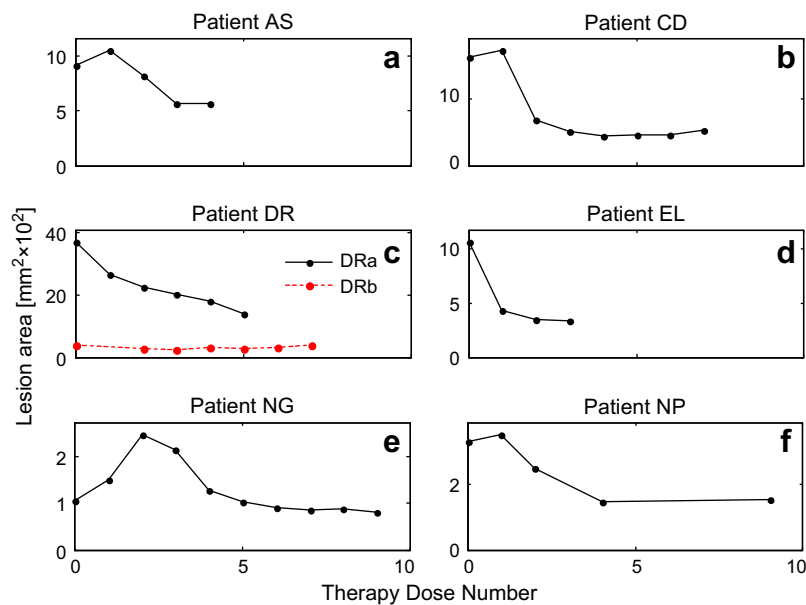 Patient AS
Patient CD
a
b
10
5
0
10
0
Patient DR
Patient EL
c
d
DRa
DRb
40
20
0
10
5
0
Lesion area [mm²×10²]
Patient NG
Patient NP
e
f
2
1
0
2
0
0
5
10
0
5
10
Therapy Dose Number